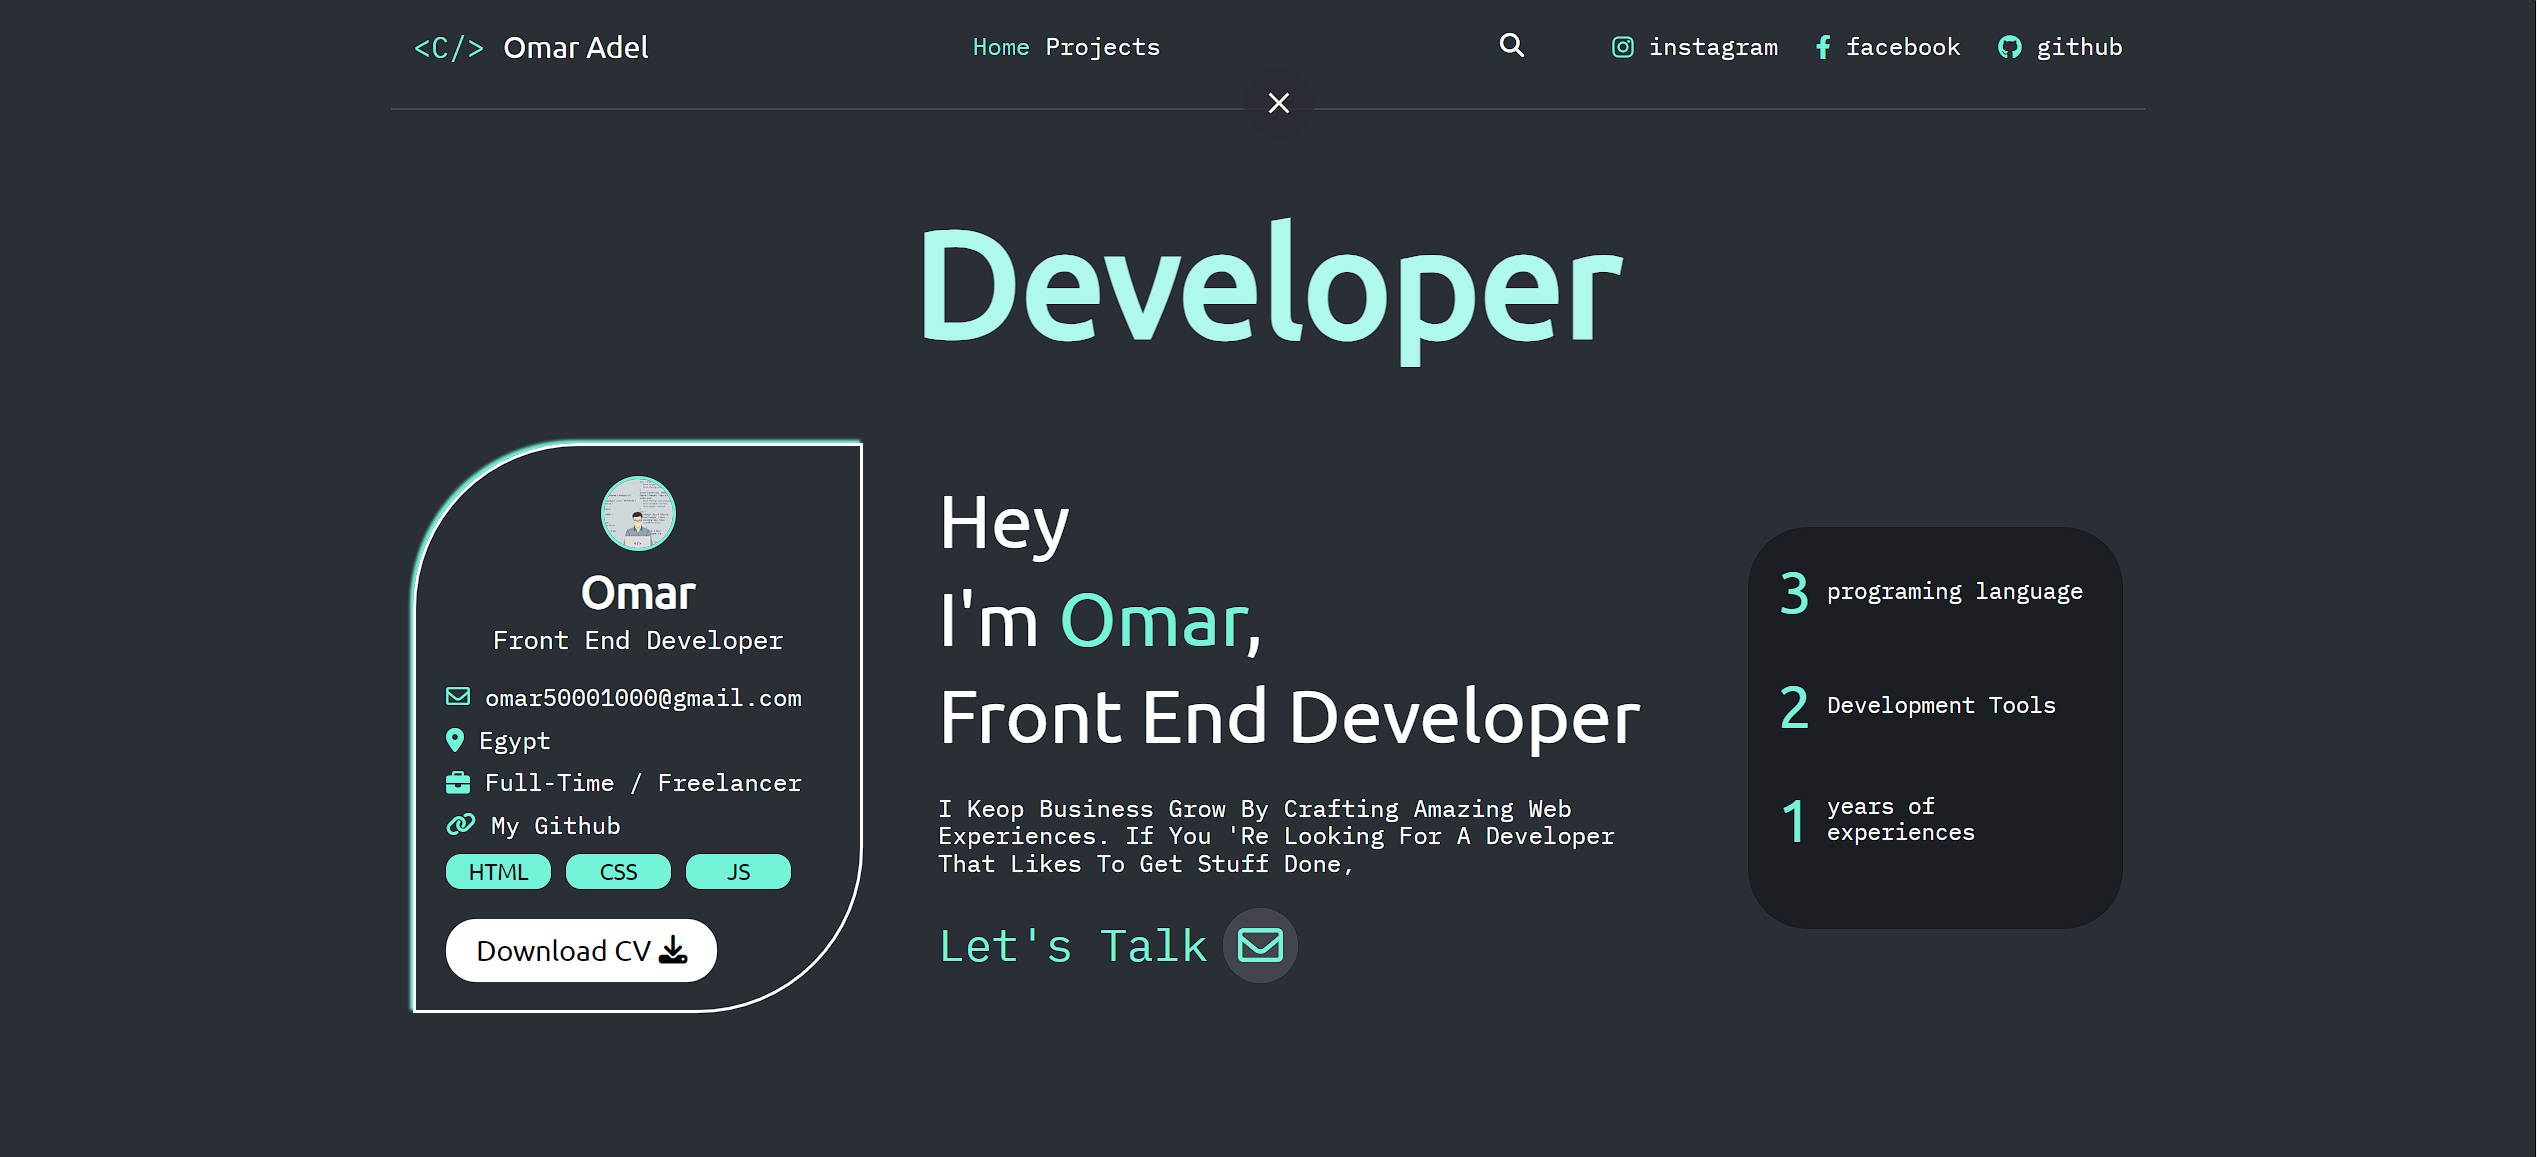 <C/> Omar Adel
Home Projects
instagram facebook github
Developer
Omar
Front End Developer
omar50001000@gmail.com
Egypt
Full-Time / Freelancer
My Github
HTML CSS JS
Download CV
Hey
I'm Omar,
Front End Developer
I Keop Business Grow By Crafting Amazing Web
Experiences. If You 'Re Looking For A Developer
That Likes To Get Stuff Done,
Let's Talk
3 programing language
2 Development Tools
1 years of
experiences